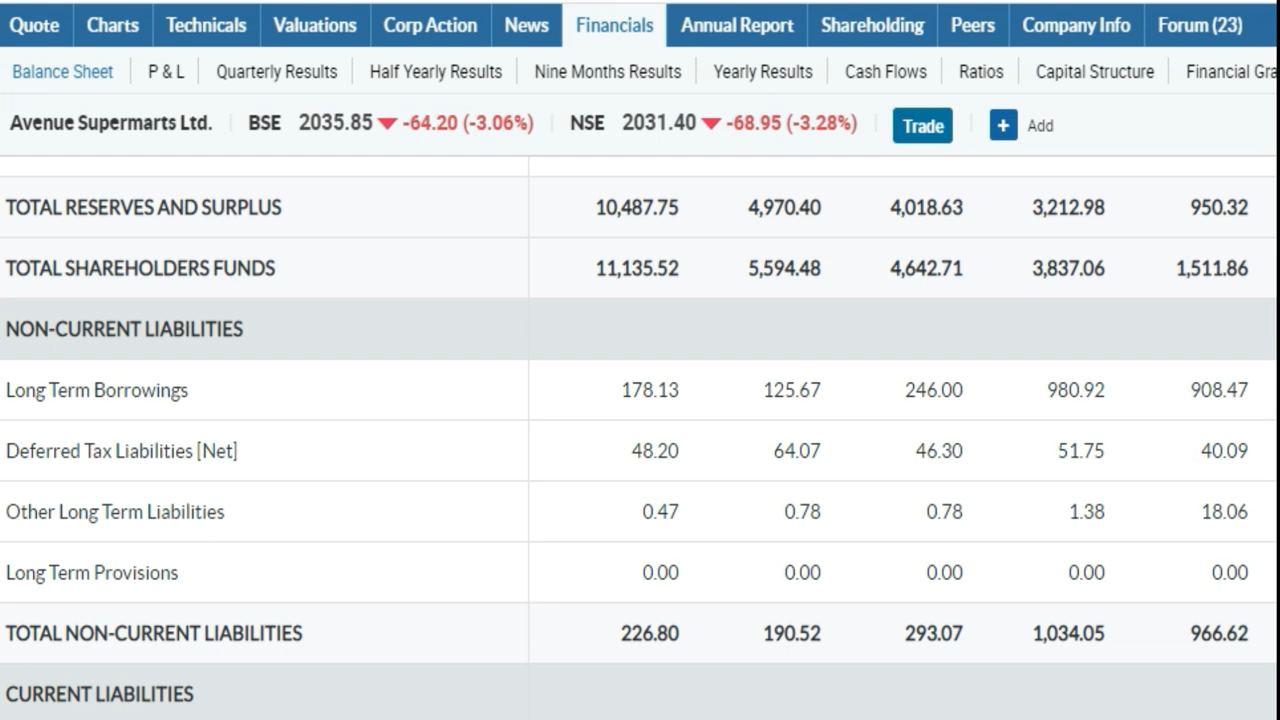 Quote Charts Technicals Valuations Corp Action News Financials Annual Report Shareholding Peers Company Info Forum (23)
Balance Sheet P & L Quarterly Results Half Yearly Results Nine Months Results Yearly Results Cash Flows Ratios Capital Structure Financial Gra
Avenue Supermarts Ltd. BSE 2035.85 -64.20 (-3.06%) NSE 2031.40 -68.95 (-3.28%) Trade + Add
TOTAL RESERVES AND SURPLUS 10,487.75 4,970.40 4,018.63 3,212.98 950.32
TOTAL SHAREHOLDERS FUNDS 11,135.52 5,594.48 4,642.71 3,837.06 1,511.86
NON-CURRENT LIABILITIES
Long Term Borrowings 178.13 125.67 246.00 980.92 908.47
Deferred Tax Liabilities [Net] 48.20 64.07 46.30 51.75 40.09
Other Long Term Liabilities 0.47 0.78 0.78 1.38 18.06
Long Term Provisions 0.00 0.00 0.00 0.00 0.00
TOTAL NON-CURRENT LIABILITIES 226.80 190.52 293.07 1,034.05 966.62
CURRENT LIABILITIES